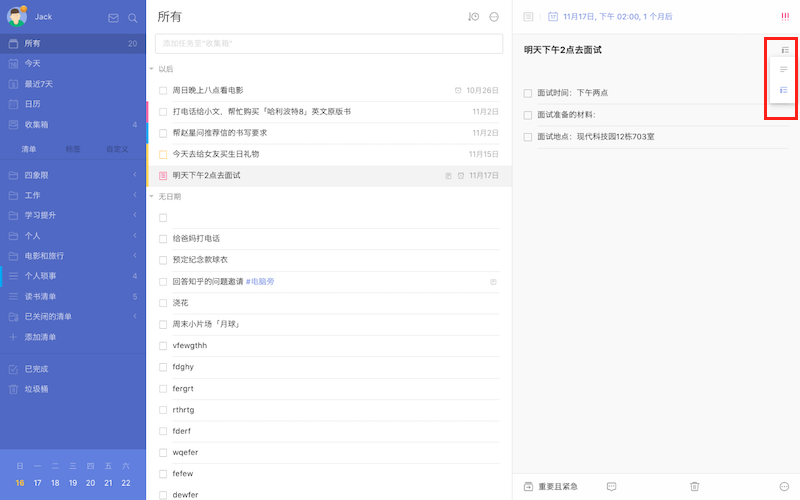 Jack
所有 20
今天
最近7天
日历
收集箱 4
清单 标签 自定义
四象限
工作
学习提升
个人
电影和旅行
个人琐事 4
读书清单 5
已关闭的清单
添加清单
已完成
垃圾桶
日 一 二 三 四 五 六
16 17 18 19 20 21 22
所有
添加任务至"收集箱"
以后
周日晚上八点看电影 10月26日
打电话给小文、帮忙购买「哈利波特8」英文原版书 11月2日
帮赵星问推荐信的书写要求 11月2日
今天去给女友买生日礼物 11月15日
明天下午2点去面试 11月17日
无日期
给爸妈打电话
预定纪念款球衣
回答知乎的问题邀请 #电脑旁
浇花
周末小片场「月球」
vfewgthh
fdghy
fergrt
rthrtg
fderf
wqefer
fefew
dewfer
11月17日, 下午 02:00, 1 个月后
!!!
明天下午2点去面试
面试时间：下午两点
面试准备的材料：
面试地点：现代科技园12栋703室
重要且紧急